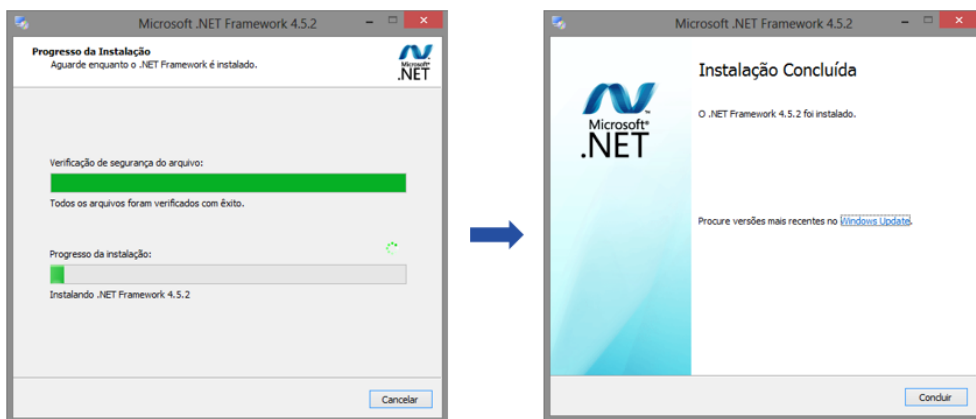 Microsoft .NET Framework 4.5.2
Progresso da Instalação
Aguarde enquanto o .NET Framework é instalado.
Microsoft®
.NET
Verificação de segurança do arquivo:
Todos os arquivos foram verificados com êxito.
Progresso da instalação:
Instalando .NET Framework 4.5.2
Cancelar
Microsoft .NET Framework 4.5.2
Microsoft®
.NET
Instalação Concluída
O .NET Framework 4.5.2 foi instalado.
Procure versões mais recentes no Windows Update.
Concluir